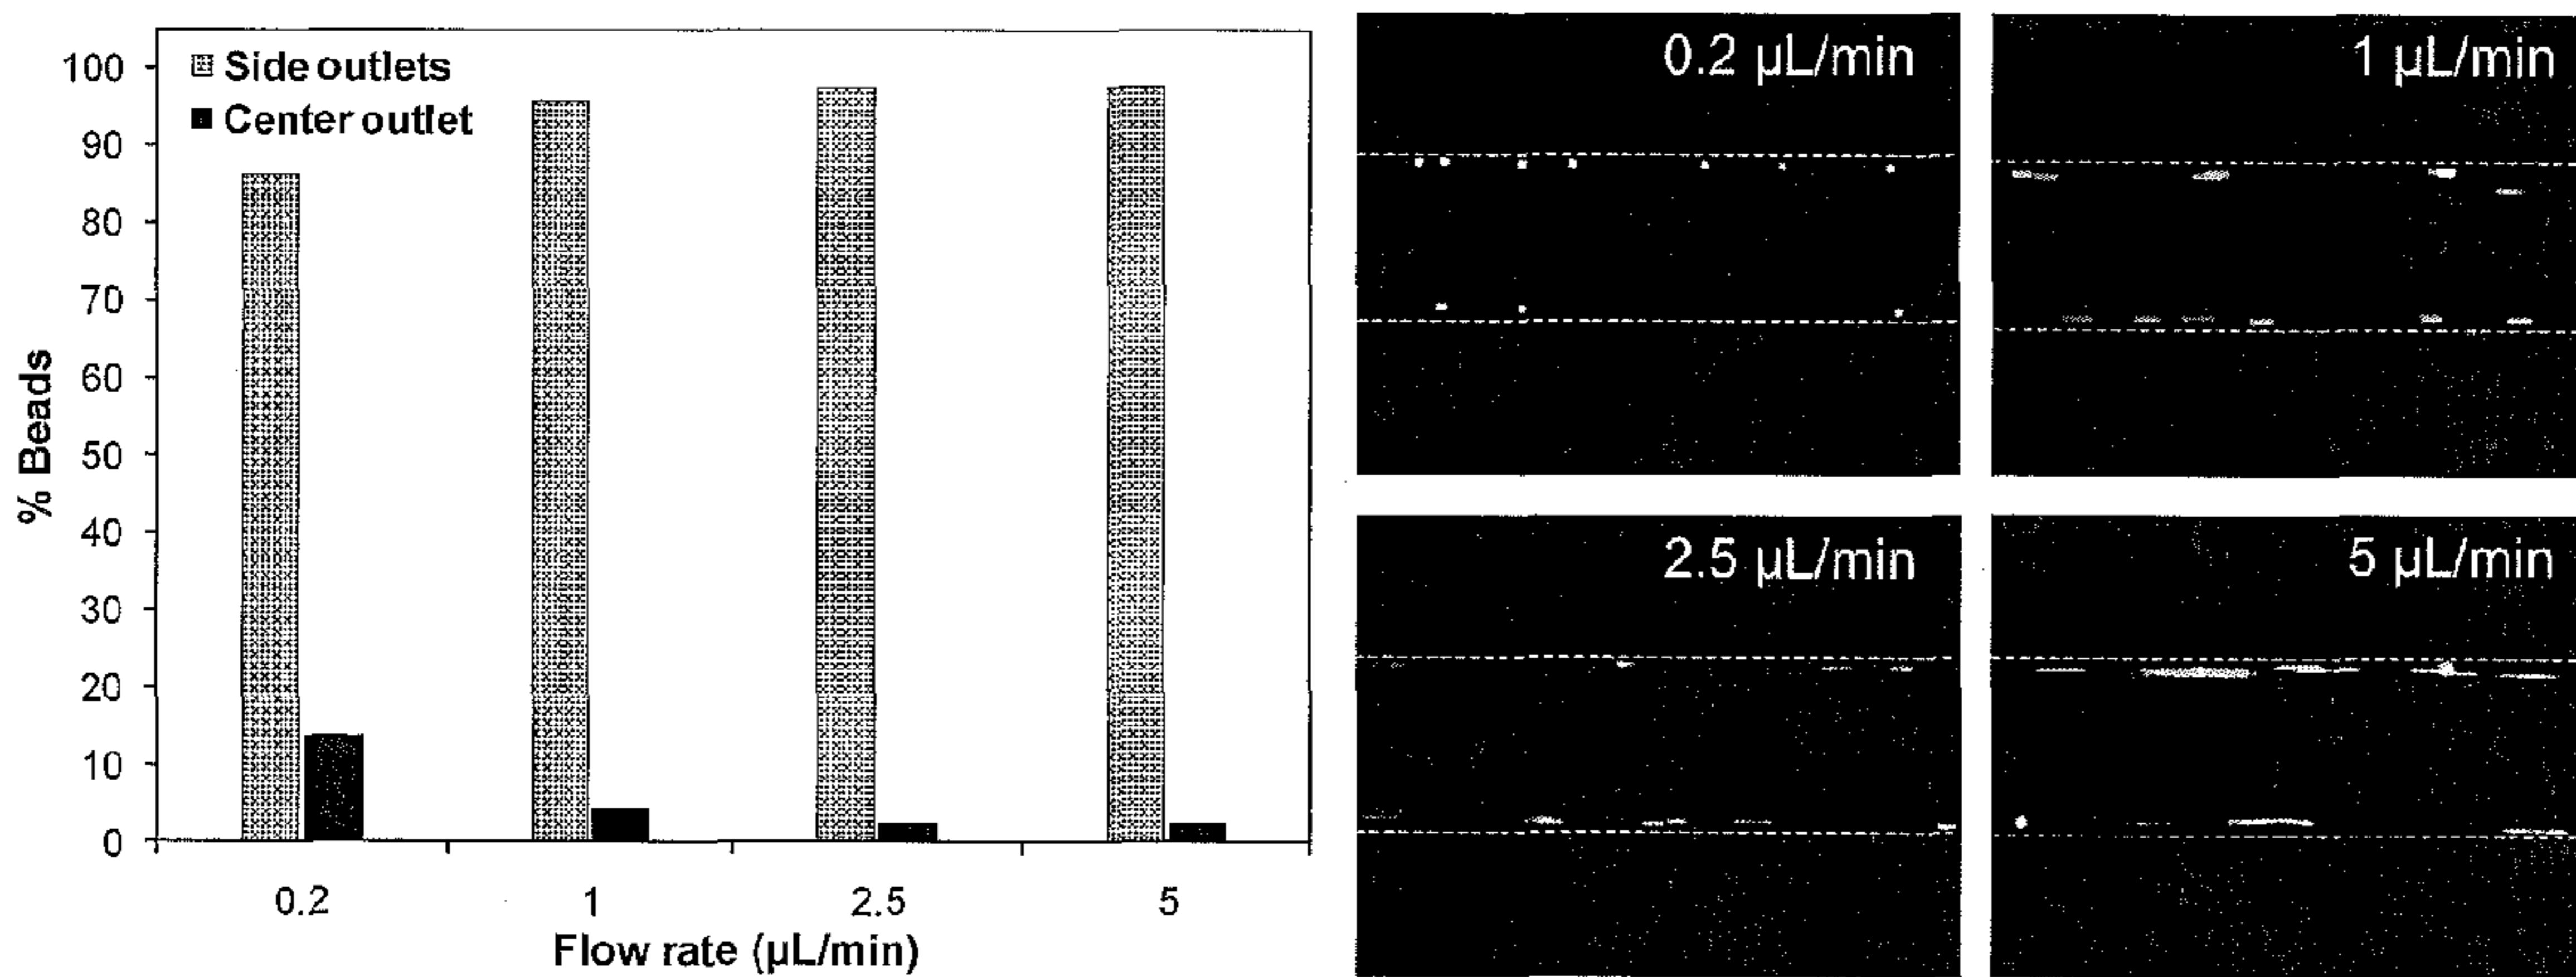 Side outlets
Center outlet
100
90
80
70
60
50
40
30
20
10
0
% Beads
0.2
1
2.5
5
Flow rate (µL/min)
0.2 µL/min
1 µL/min
2.5 µL/min
5 µL/min